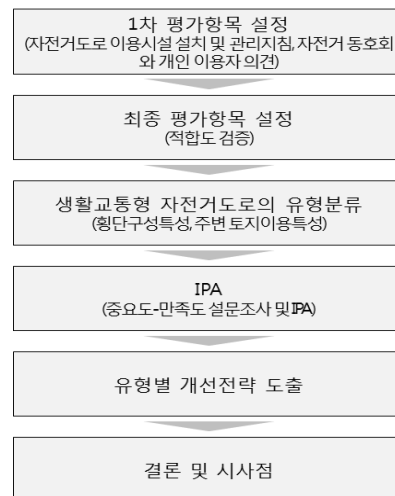 1차 평가항목 설정
(자전거도로 이용시설 설치 및 관리지침, 자전거 동호회
와 개인 이용자 의견)
최종 평가항목 설정
(적합도 검증)
생활교통형 자전거도로의 유형분류
(횡단구성특성, 주변 토지이용특성)
IPA
(중요도-만족도 설문조사 및 IPA)
유형별 개선전략 도출
결론 및 시사점